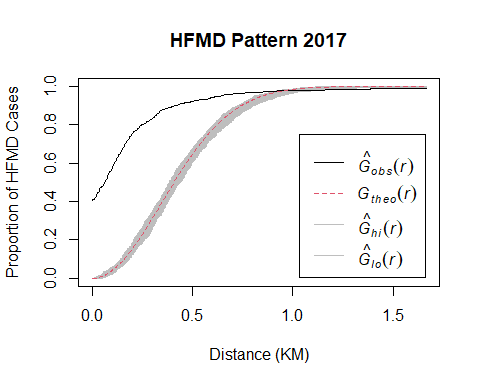 HFMD Pattern 2017
Proportion of HFMD Cases
1.0
0.8
0.6
0.4
0.2
0.0
Ĝobs(r)
Gtheo(r)
Ĝhi(r)
Ĝlo(r)
0.0 0.5 1.0 1.5
Distance (KM)